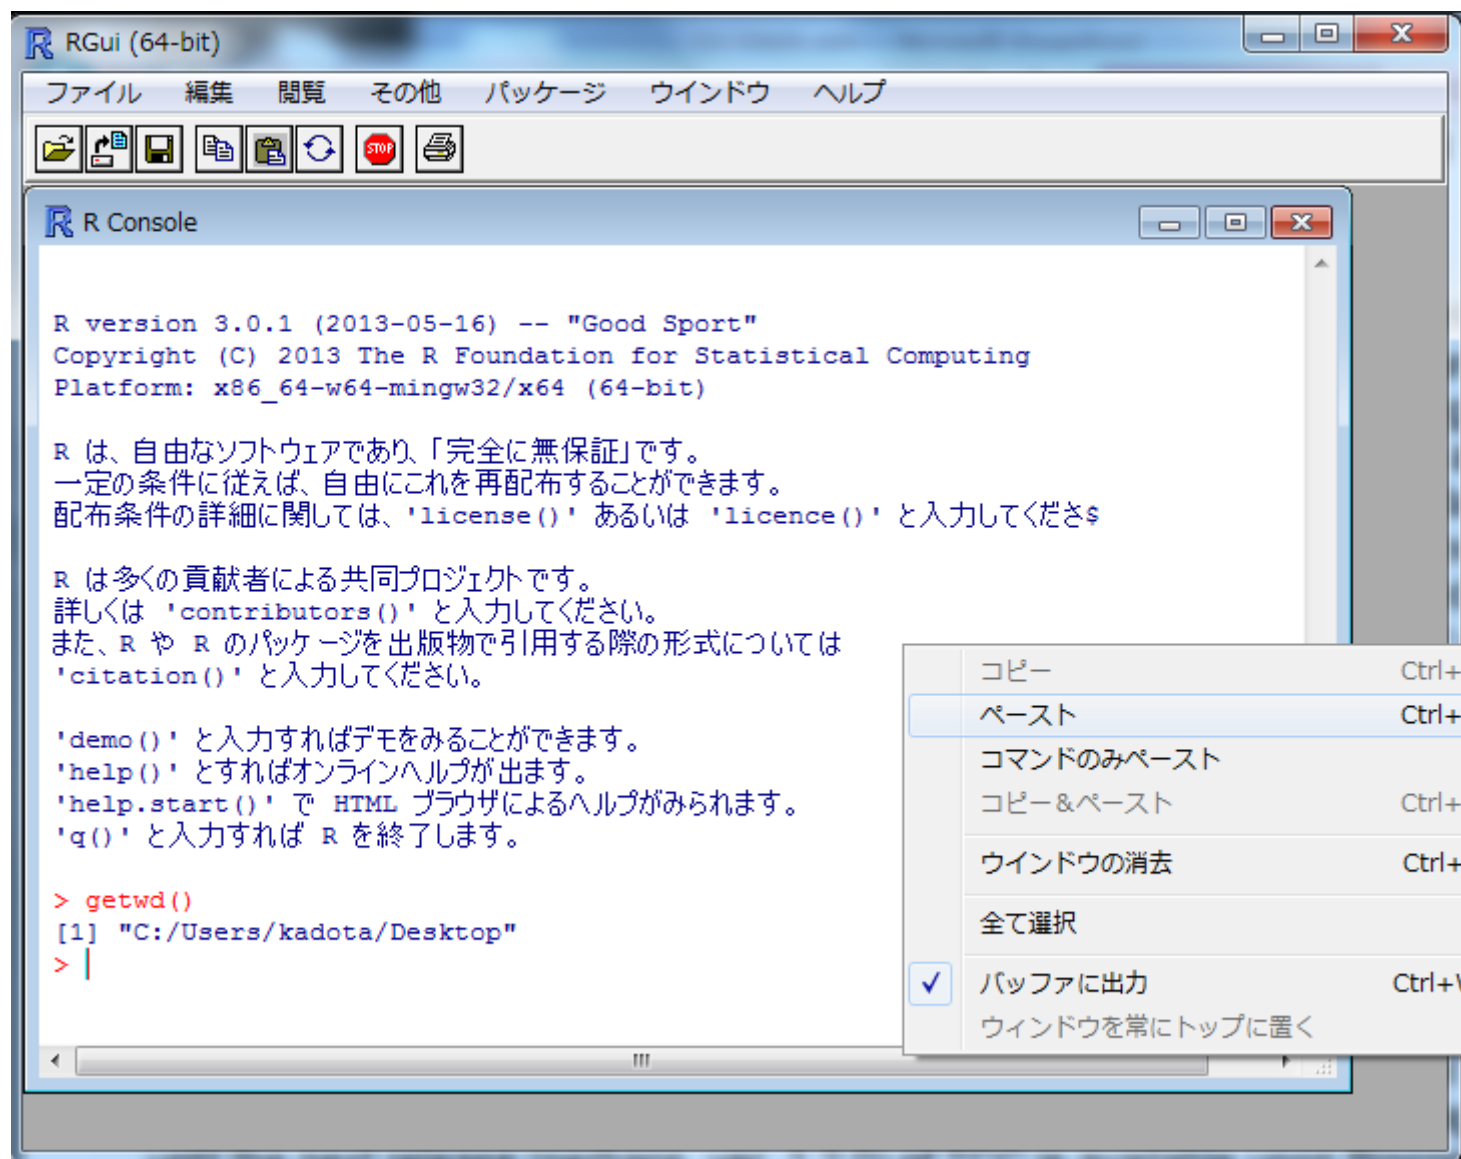 RGui (64-bit)
ファイル 編集 閲覧 その他 パッケージ ウインドウ ヘルプ
STOP
R Console
R version 3.0.1 (2013-05-16) -- "Good Sport"
Copyright (C) 2013 The R Foundation for Statistical Computing
Platform: x86_64-w64-mingw32/x64 (64-bit)
R は、自由なソフトウェアであり、「完全に無保証」です。
一定の条件に従えば、自由にこれを再配布することができます。
配布条件の詳細に関しては、'license()' あるいは 'licence()' と入力してくださ$
R は多くの貢献者による共同プロジェクトです。
詳しくは 'contributors()' と入力してください。
また、R や R のパッケージを出版物で引用する際の形式については
'citation()' と入力してください。
'demo()' と入力すればデモをみることができます。
'help()' とすればオンラインヘルプが出ます。
'help.start()' で HTML ブラウザによるヘルプがみられます。
'q()' と入力すれば R を終了します。
> getwd()
[1] "C:/Users/kadota/Desktop"
>
コピー Ctrl+
ペースト Ctrl+
コマンドのみペースト
コピー&ペースト Ctrl+
ウインドウの消去 Ctrl+
全て選択
バッファに出力 Ctrl+
ウィンドウを常にトップに置く